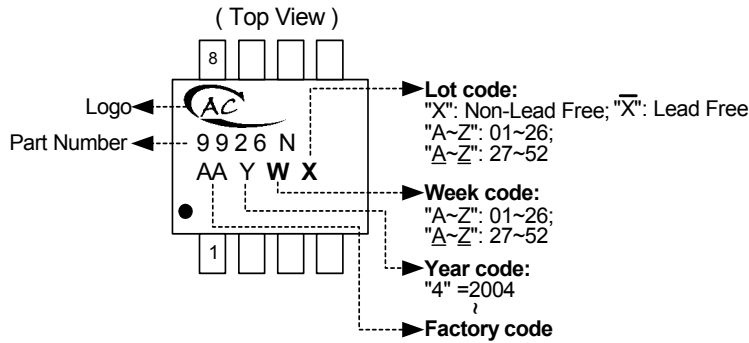 ( Top View )
8
Logo
AC
Part Number
9926 N
AA Y W X
1
Lot code:
"X": Non-Lead Free; "X̅": Lead Free
"A~Z": 01~26;
"A̲~Z̲": 27~52
Week code:
"A~Z": 01~26;
"A̲~Z̲": 27~52
Year code:
"4" =2004
~
Factory code